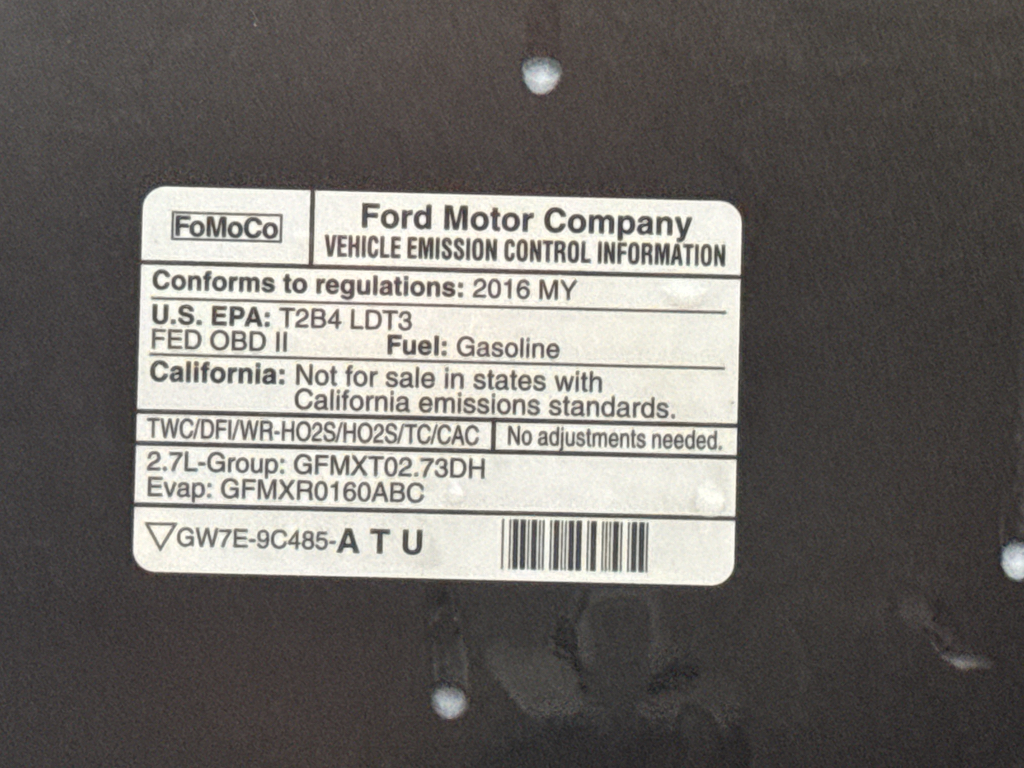 FoMoCo
Ford Motor Company
VEHICLE EMISSION CONTROL INFORMATION
Conforms to regulations: 2016 MY
U.S. EPA: T2B4 LDT3
FED OBD II Fuel: Gasoline
California: Not for sale in states with
California emissions standards.
TWC/DFI/WR-HO2S/HO2S/TC/CAC No adjustments needed.
2.7L-Group: GFMXT02.73DH
Evap: GFMXR0160ABC
▽GW7E-9C485-A T U